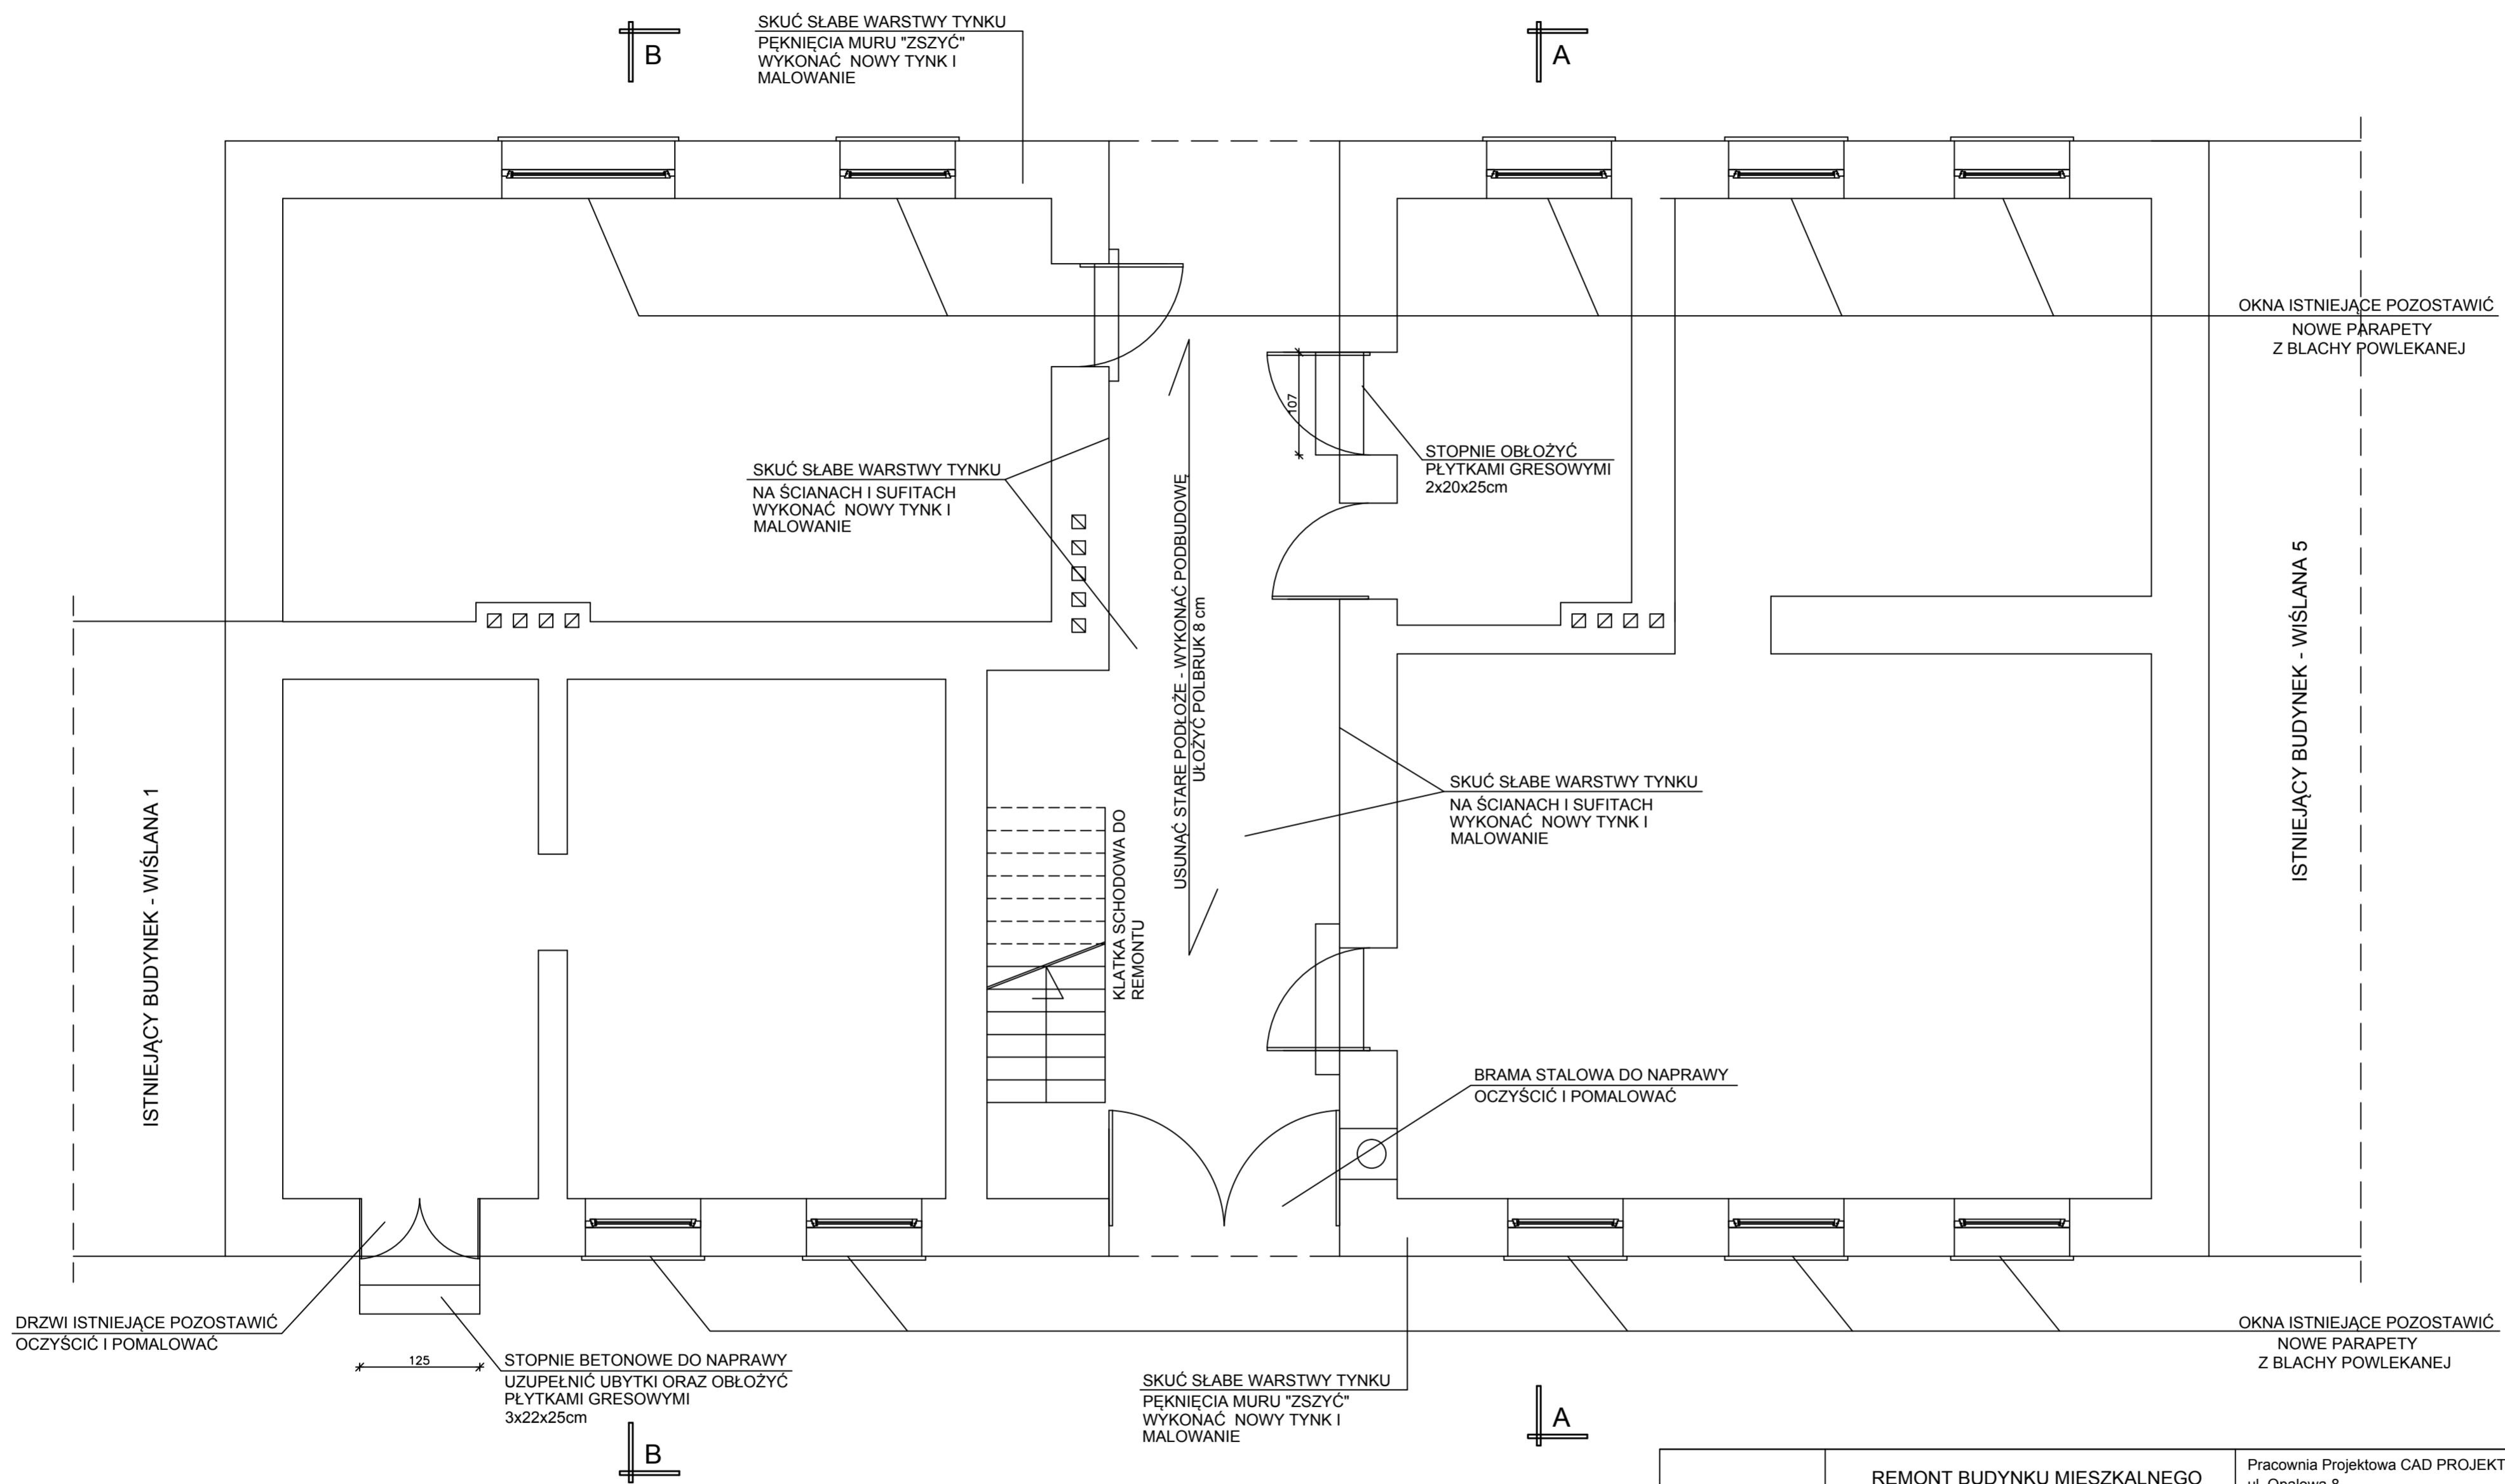 B
SKUĆ SŁABE WARSTWY TYNKU
PĘKNIĘCIA MURU "ZSZYĆ"
WYKONAĆ NOWY TYNK I
MALOWANIE
A
OKNA ISTNIEJĄCE POZOSTAWIĆ
NOWE PARAPETY
Z BLACHY POWLEKANEJ
107
STOPNIE OBŁOŻYĆ
PŁYTKAMI GRESOWYMI
2x20x25cm
SKUĆ SŁABE WARSTWY TYNKU
NA ŚCIANACH I SUFITACH
WYKONAĆ NOWY TYNK I
MALOWANIE
USUNĄĆ STARE PODŁOŻE - WYKONAĆ PODBUDOWĘ
UŁOŻYĆ POLBRUK 8 cm
ISTNIEJĄCY BUDYNEK - WIŚLANA 5
SKUĆ SŁABE WARSTWY TYNKU
NA ŚCIANACH I SUFITACH
WYKONAĆ NOWY TYNK I
MALOWANIE
ISTNIEJĄCY BUDYNEK - WIŚLANA 1
KLATKA SCHODOWA DO
REMONTU
BRAMA STALOWA DO NAPRAWY
OCZYŚCIĆ I POMALOWAĆ
DRZWI ISTNIEJĄCE POZOSTAWIĆ
OCZYŚCIĆ I POMALOWAĆ
125
STOPNIE BETONOWE DO NAPRAWY
UZUPEŁNIĆ UBYTKI ORAZ OBŁOŻYĆ
PŁYTKAMI GRESOWYMI
3x22x25cm
OKNA ISTNIEJĄCE POZOSTAWIĆ
NOWE PARAPETY
Z BLACHY POWLEKANEJ
SKUĆ SŁABE WARSTWY TYNKU
PĘKNIĘCIA MURU "ZSZYĆ"
WYKONAĆ NOWY TYNK I
MALOWANIE
A
B
REMONT BUDYNKU MIESZKALNEGO
Pracownia Projektowa CAD PROJEKT
ul. Opalowa 8